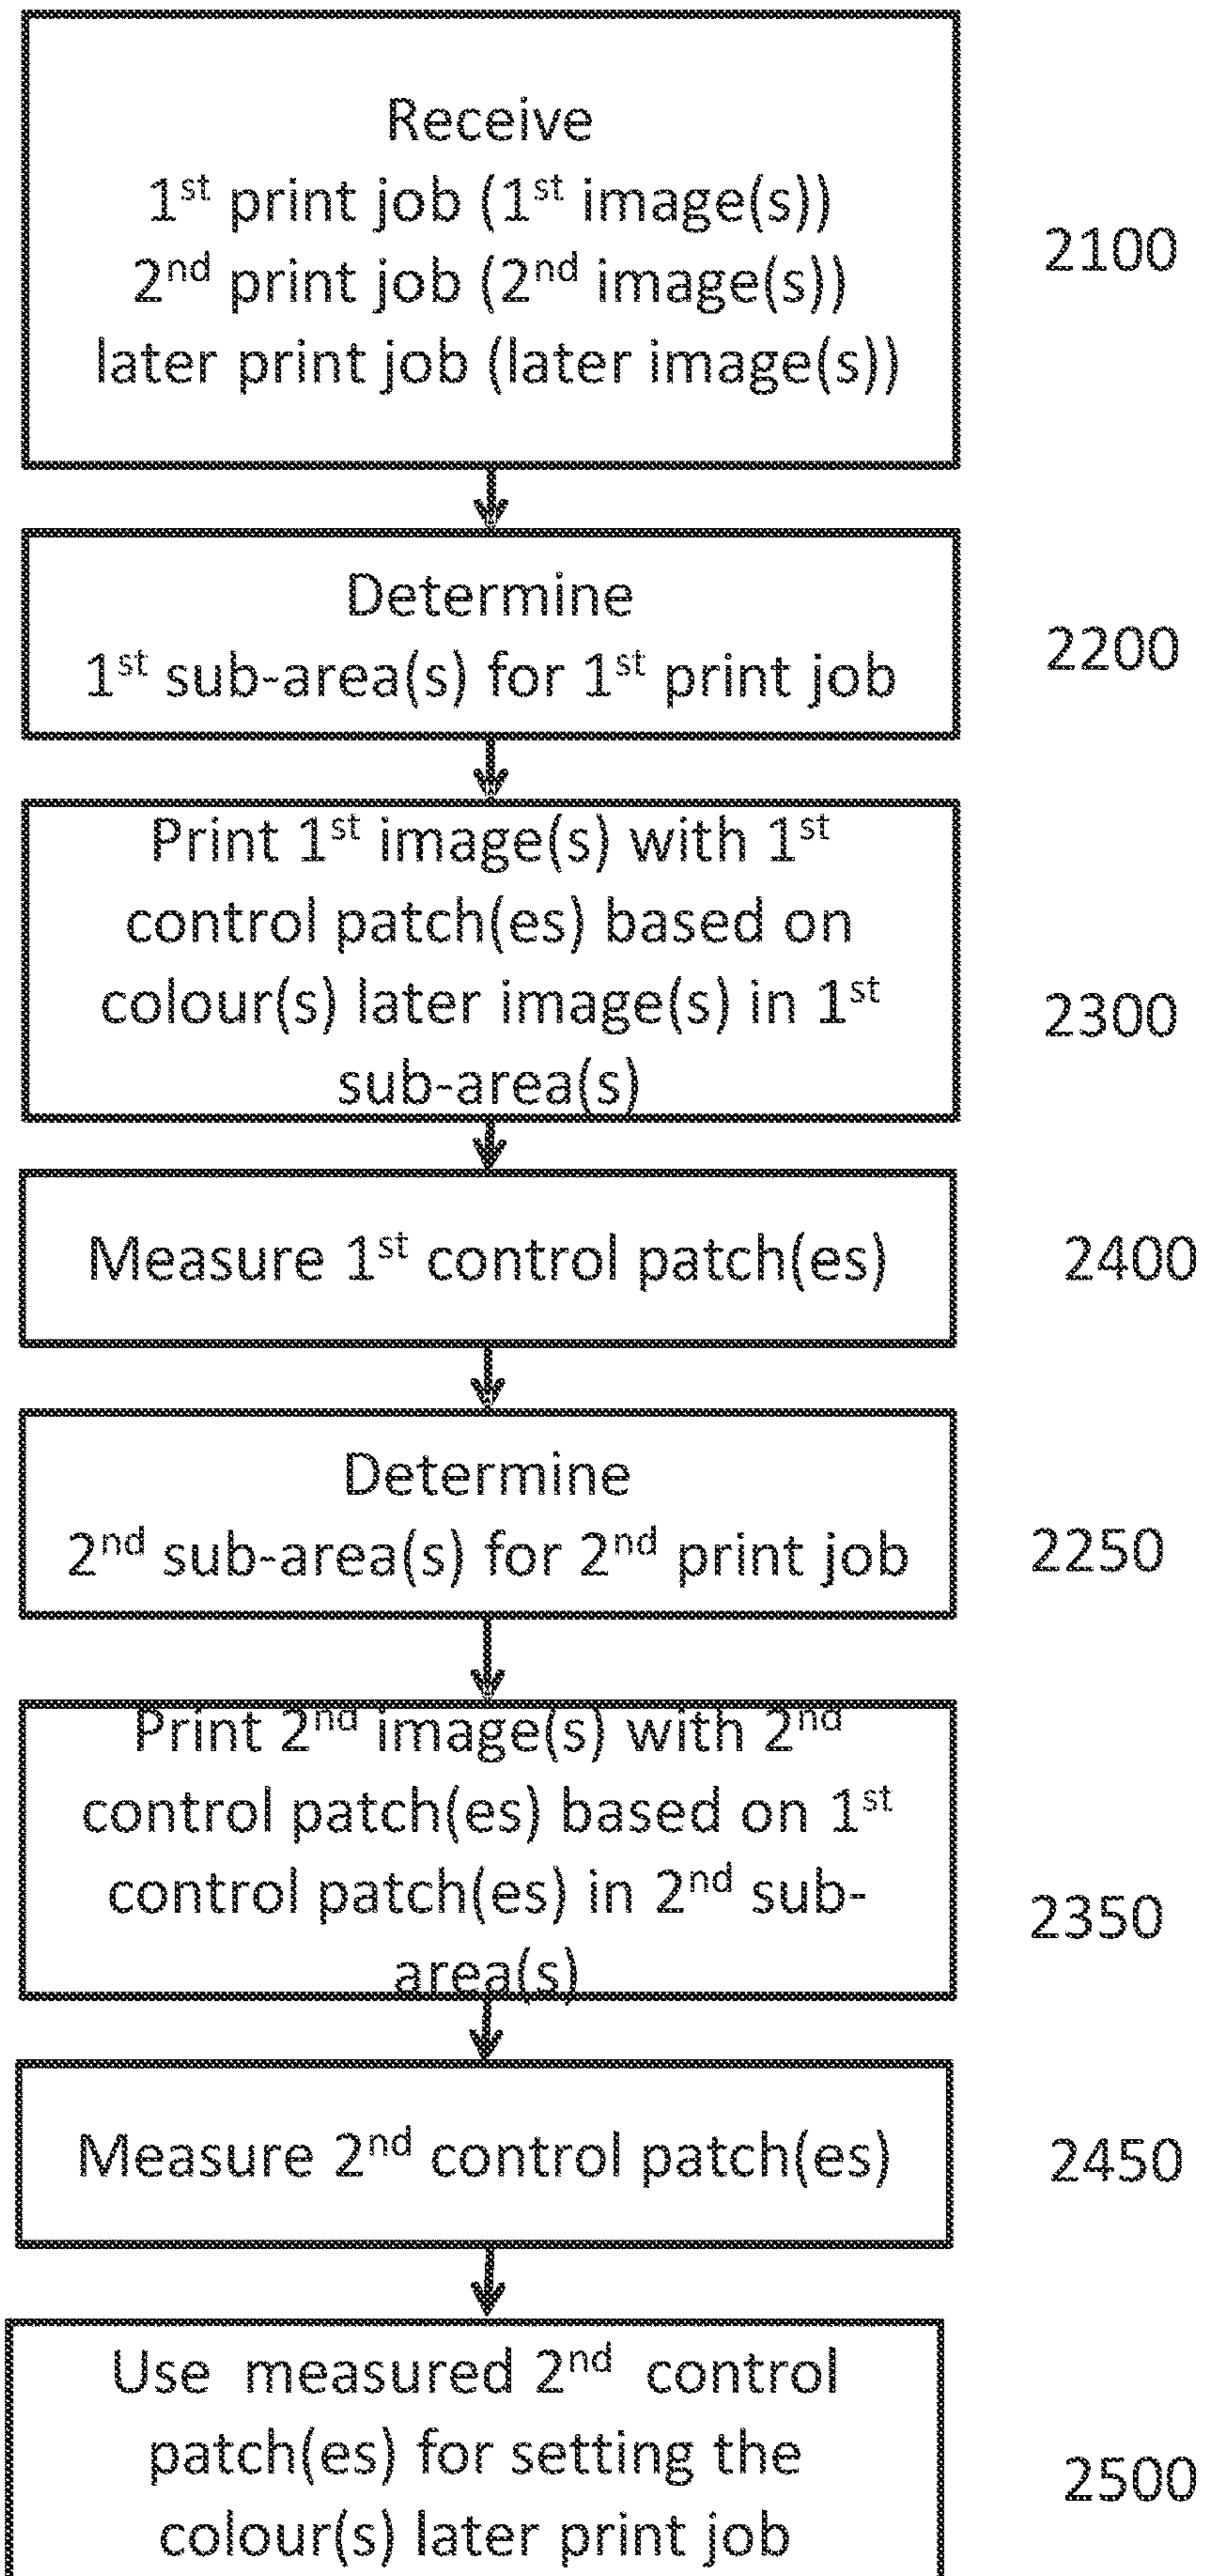 Receive
1st print job (1st image(s))
2nd print job (2nd image(s))
later print job (later image(s))
2100
Determine
1st sub-area(s) for 1st print job
2200
Print 1st image(s) with 1st
control patch(es) based on
colour(s) later image(s) in 1st
sub-area(s)
2300
Measure 1st control patch(es)
2400
Determine
2nd sub-area(s) for 2nd print job
2250
Print 2nd image(s) with 2nd
control patch(es) based on 1st
control patch(es) in 2nd sub-
area(s)
2350
Measure 2nd control patch(es)
2450
Use measured 2nd control
patch(es) for setting the
colour(s) later print job
2500